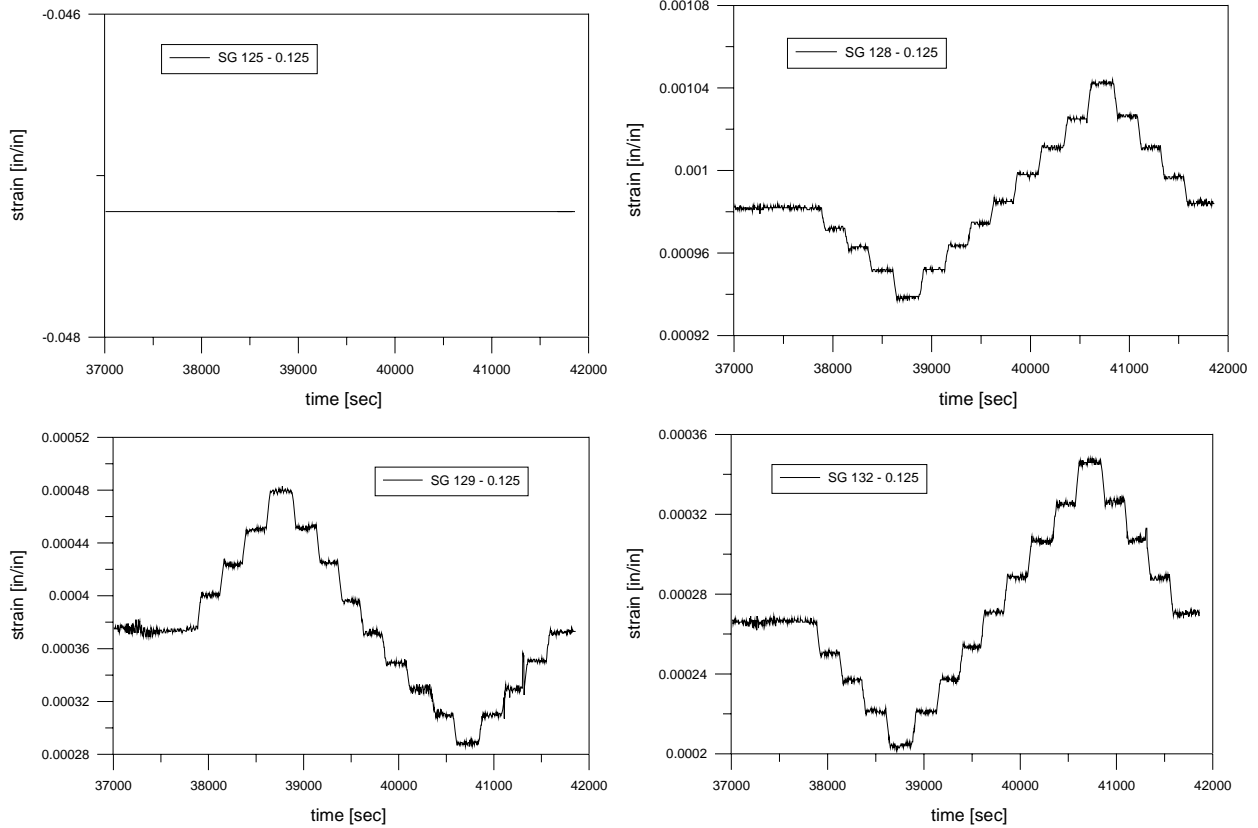 -0.046
SG 125 - 0.125
strain [in/in]
-0.048
37000 38000 39000 40000 41000 42000
time [sec]
0.00108
SG 128 - 0.125
0.00104
strain [in/in]
0.001
0.00096
0.00092
37000 38000 39000 40000 41000 42000
time [sec]
0.00052
SG 129 - 0.125
0.00048
0.00044
strain [in/in]
0.0004
0.00036
0.00032
0.00028
37000 38000 39000 40000 41000 42000
time [sec]
0.00036
SG 132 - 0.125
0.00032
strain [in/in]
0.00028
0.00024
0.0002
37000 38000 39000 40000 41000 42000
time [sec]